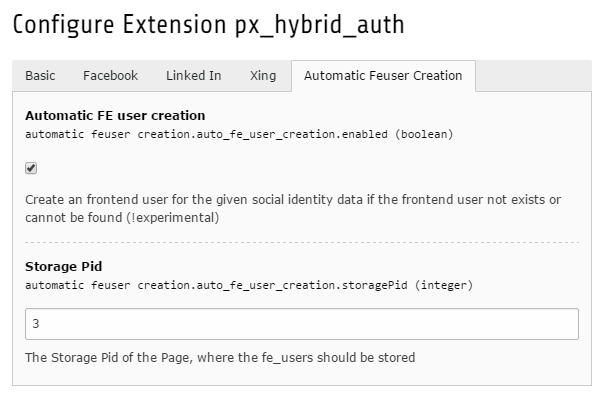 Configure Extension px_hybrid_auth
Basic Facebook Linked In Xing Automatic Feuser Creation
Automatic FE user creation
automatic feuser creation.auto_fe_user_creation.enabled (boolean)
Create an frontend user for the given social identity data if the frontend user not exists or
cannot be found (!experimental)
Storage Pid
automatic feuser creation.auto_fe_user_creation.storagePid (integer)
3
The Storage Pid of the Page, where the fe_users should be stored